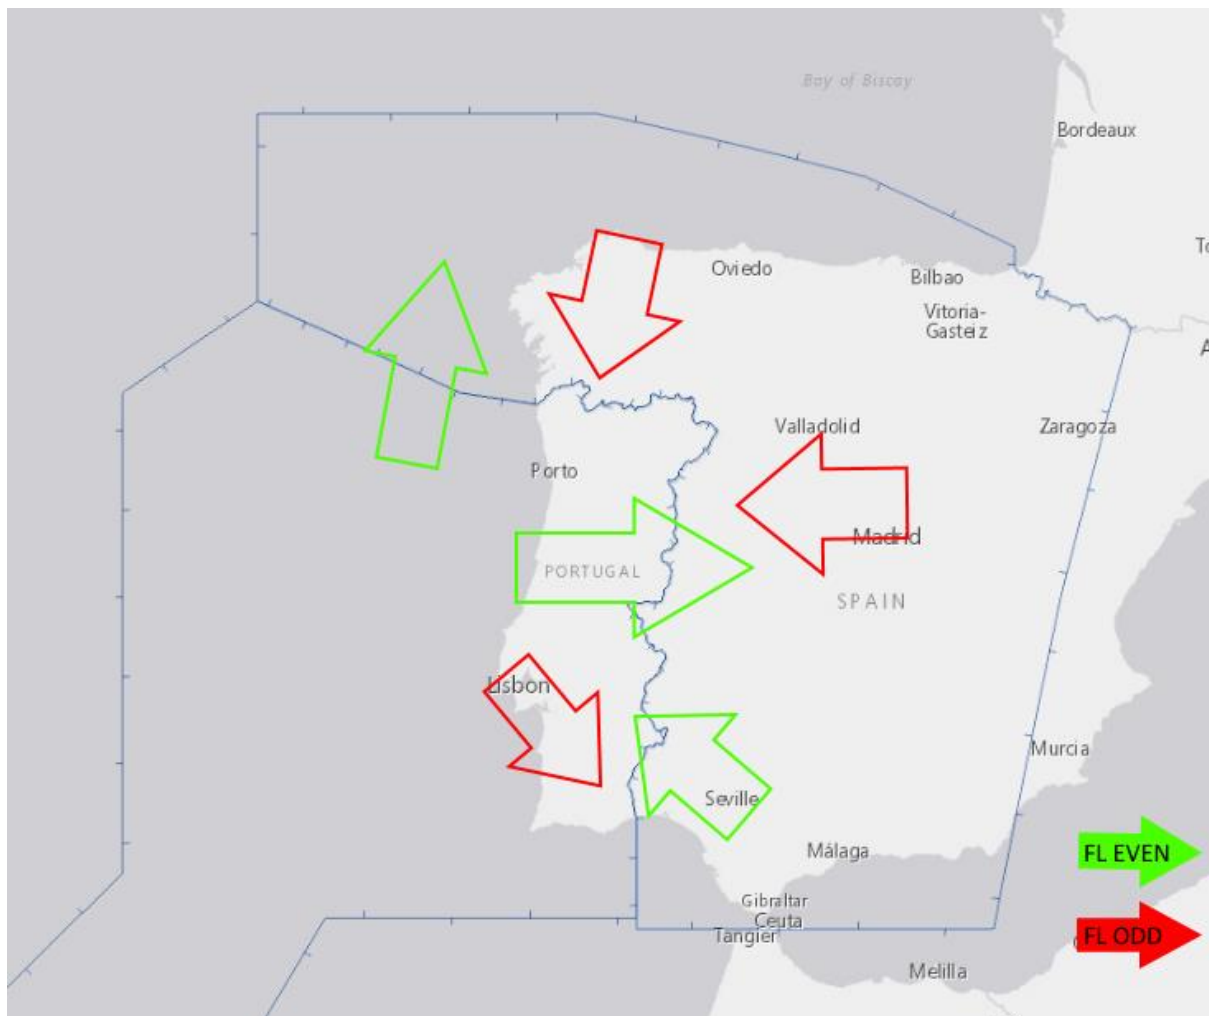 Bay of Biscay
Bordeaux
To
Oviedo
Bilbao
Vitoria-
Gasteiz
A
Valladolid
Zaragoza
Porto
Madrid
PORTUGAL
SPAIN
Lisbon
Murcia
Seville
Málaga
FL EVEN
Gibraltar
Ceuta
Tangier
FL ODD
Melilla